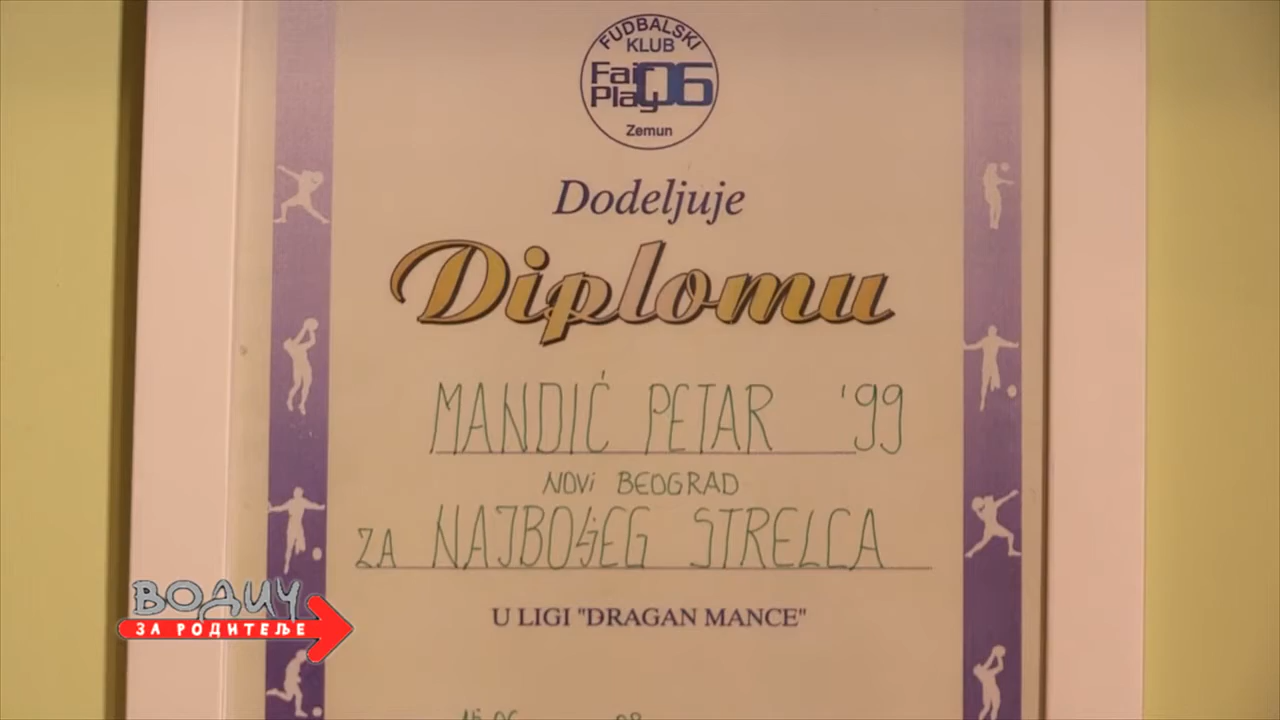 FUDBALSKI
KLUB
Fair
Play 06
Zemun
Dodeljuje
Diplomu
MANDIĆ PETAR '99
NOVi BEOGRAD
ZA NAJBOLjEG STRELCA
U LIGI "DRAGAN MANCE"
ВОДИЧ
ЗА РОДИТЕЉЕ